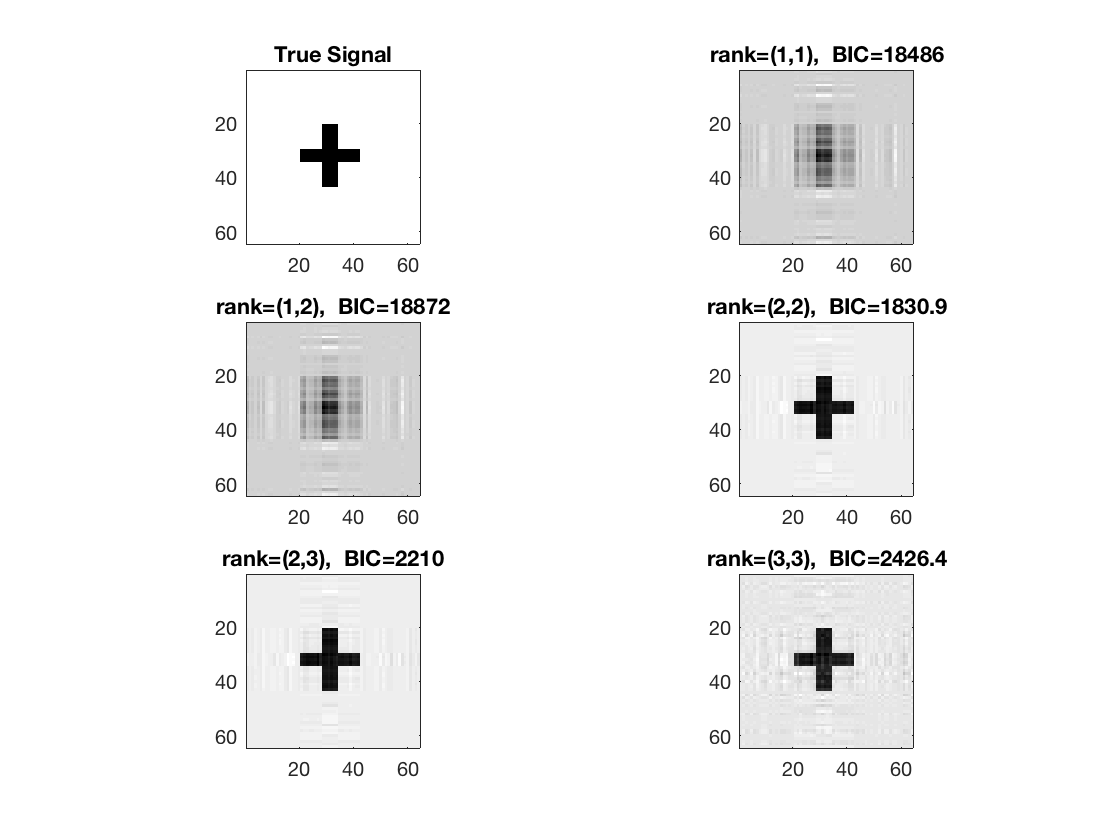 True Signal
20
40
60
20 40 60
rank=(1,1), BIC=18486
20
40
60
20 40 60
rank=(1,2), BIC=18872
20
40
60
20 40 60
rank=(2,2), BIC=1830.9
20
40
60
20 40 60
rank=(2,3), BIC=2210
20
40
60
20 40 60
rank=(3,3), BIC=2426.4
20
40
60
20 40 60